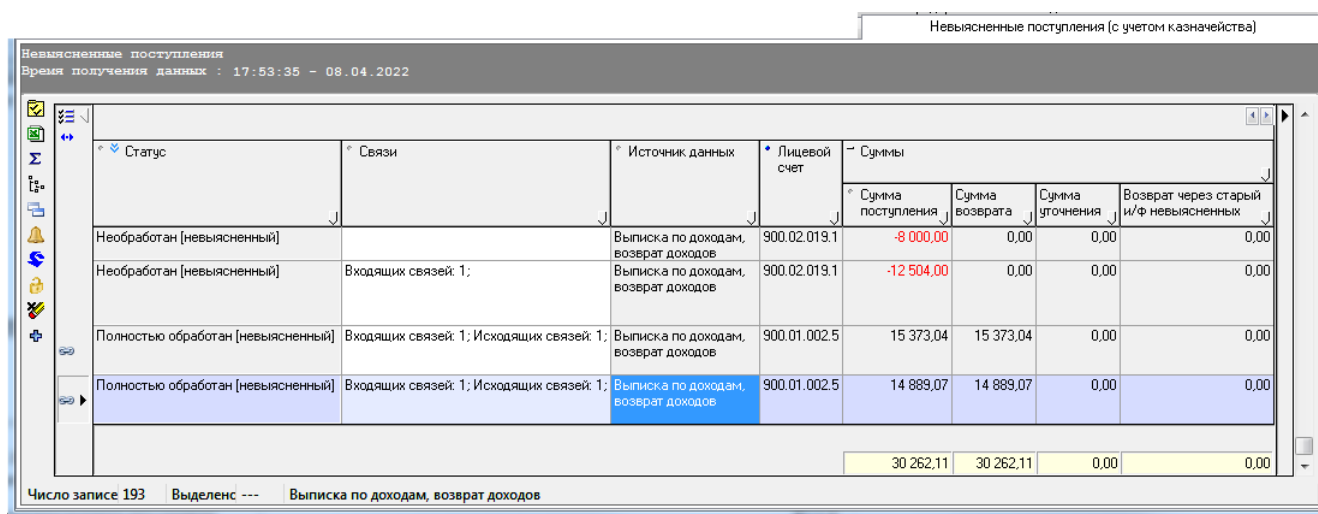 Невыясненные поступления (с учетом казначейства)
Невыясненные поступления
Время получения данных : 17:53:35 - 08.04.2022
Статус Связи Источник данных Лицевой счет Суммы
Сумма поступления Сумма возврата Сумма уточнения Возврат через старый и/ф невыясненных
Необработан [невыясненный] Выписка по доходам, 900.02.019.1 -8 000,00 0,00 0,00 0,00
возврат доходов
Необработан [невыясненный] Входящих связей: 1; Выписка по доходам, 900.02.019.1 -12 504,00 0,00 0,00 0,00
возврат доходов
Полностью обработан [невыясненный] Входящих связей: 1; Исходящих связей: 1; Выписка по доходам, 900.01.002.5 15 373,04 15 373,04 0,00 0,00
возврат доходов
Полностью обработан [невыясненный] Входящих связей: 1; Исходящих связей: 1; Выписка по доходам, 900.01.002.5 14 889,07 14 889,07 0,00 0,00
возврат доходов
30 262,11 30 262,11 0,00 0,00
Число записе 193 Выделенс --- Выписка по доходам, возврат доходов